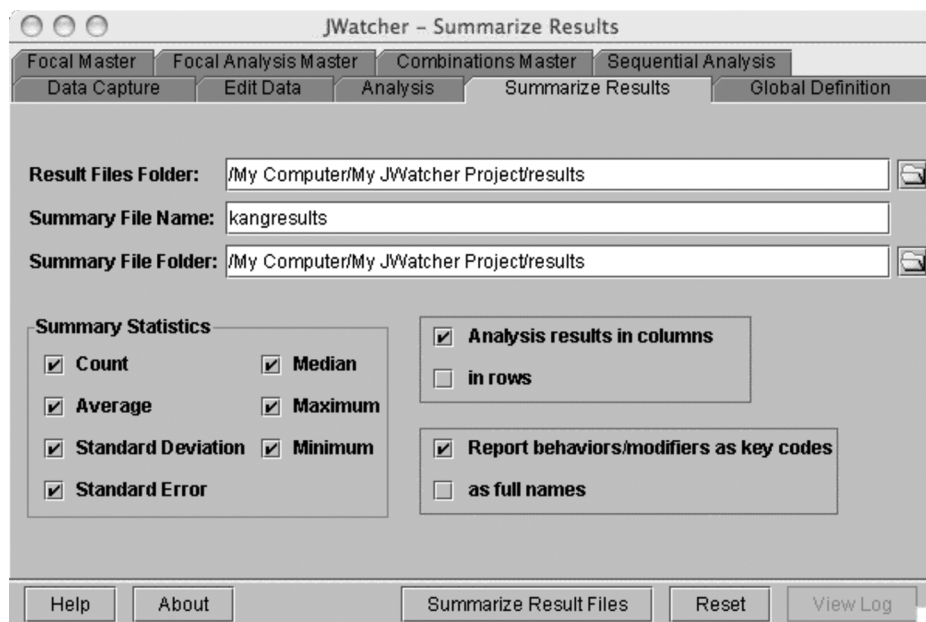 JWatcher – Summarize Results
Focal Master Focal Analysis Master Combinations Master Sequential Analysis
Data Capture Edit Data Analysis Summarize Results Global Definition
Result Files Folder: /My Computer/My JWatcher Project/results
Summary File Name: kangresults
Summary File Folder: /My Computer/My JWatcher Project/results
Summary Statistics
Count Median
Average Maximum
Standard Deviation Minimum
Standard Error
Analysis results in columns
in rows
Report behaviors/modifiers as key codes
as full names
Help About Summarize Result Files Reset View Log